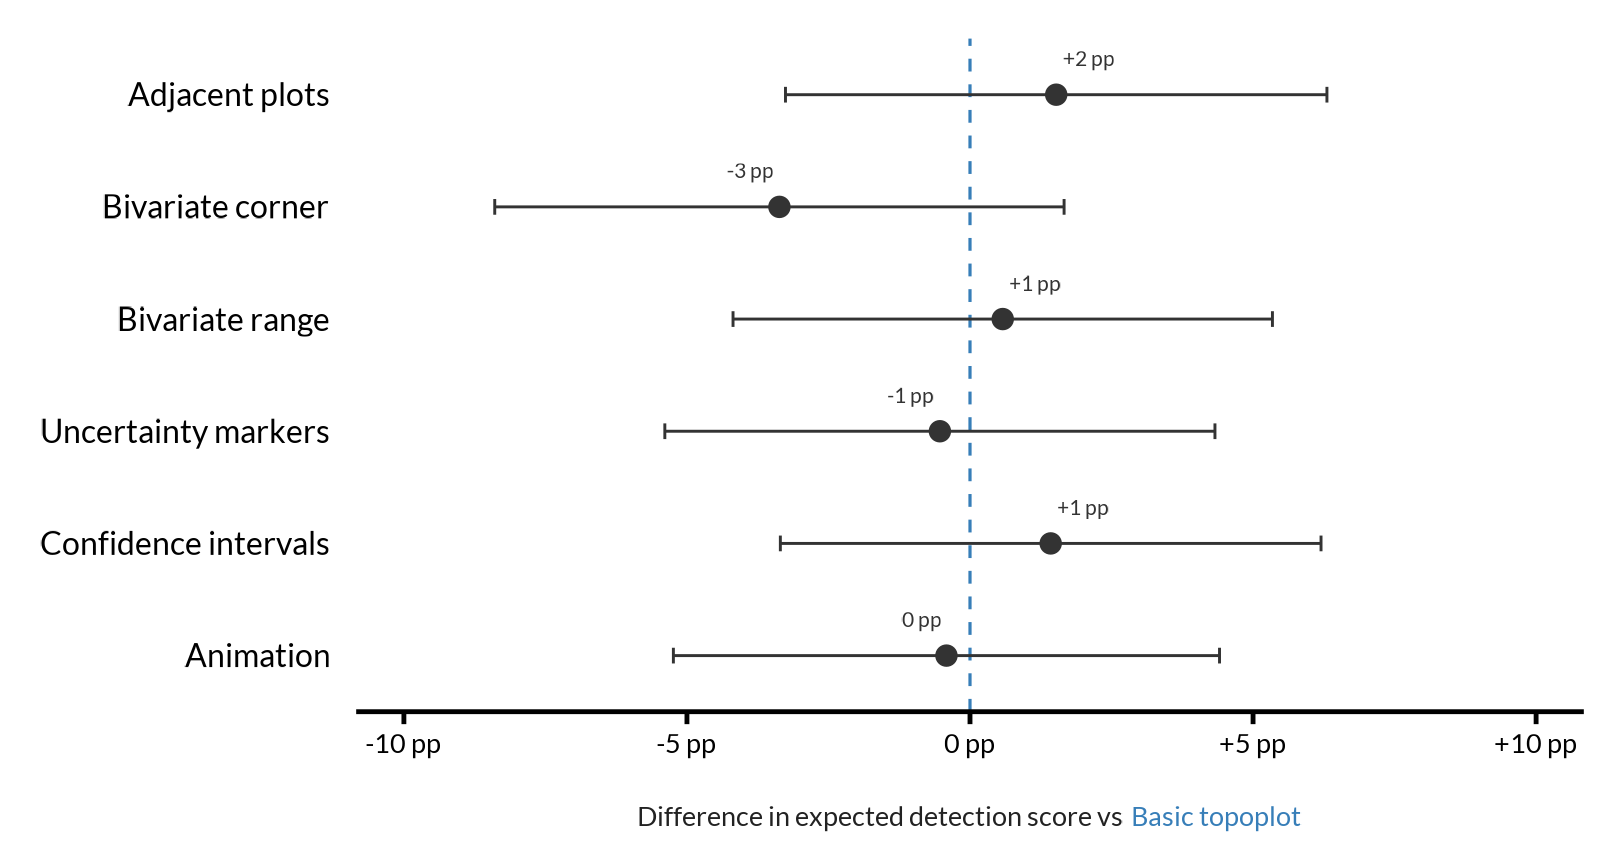 +2 pp
Adjacent plots
-3 pp
Bivariate corner
+1 pp
Bivariate range
-1 pp
Uncertainty markers
+1 pp
Confidence intervals
0 pp
Animation
-10 pp -5 pp 0 pp +5 pp +10 pp
Difference in expected detection score vs Basic topoplot